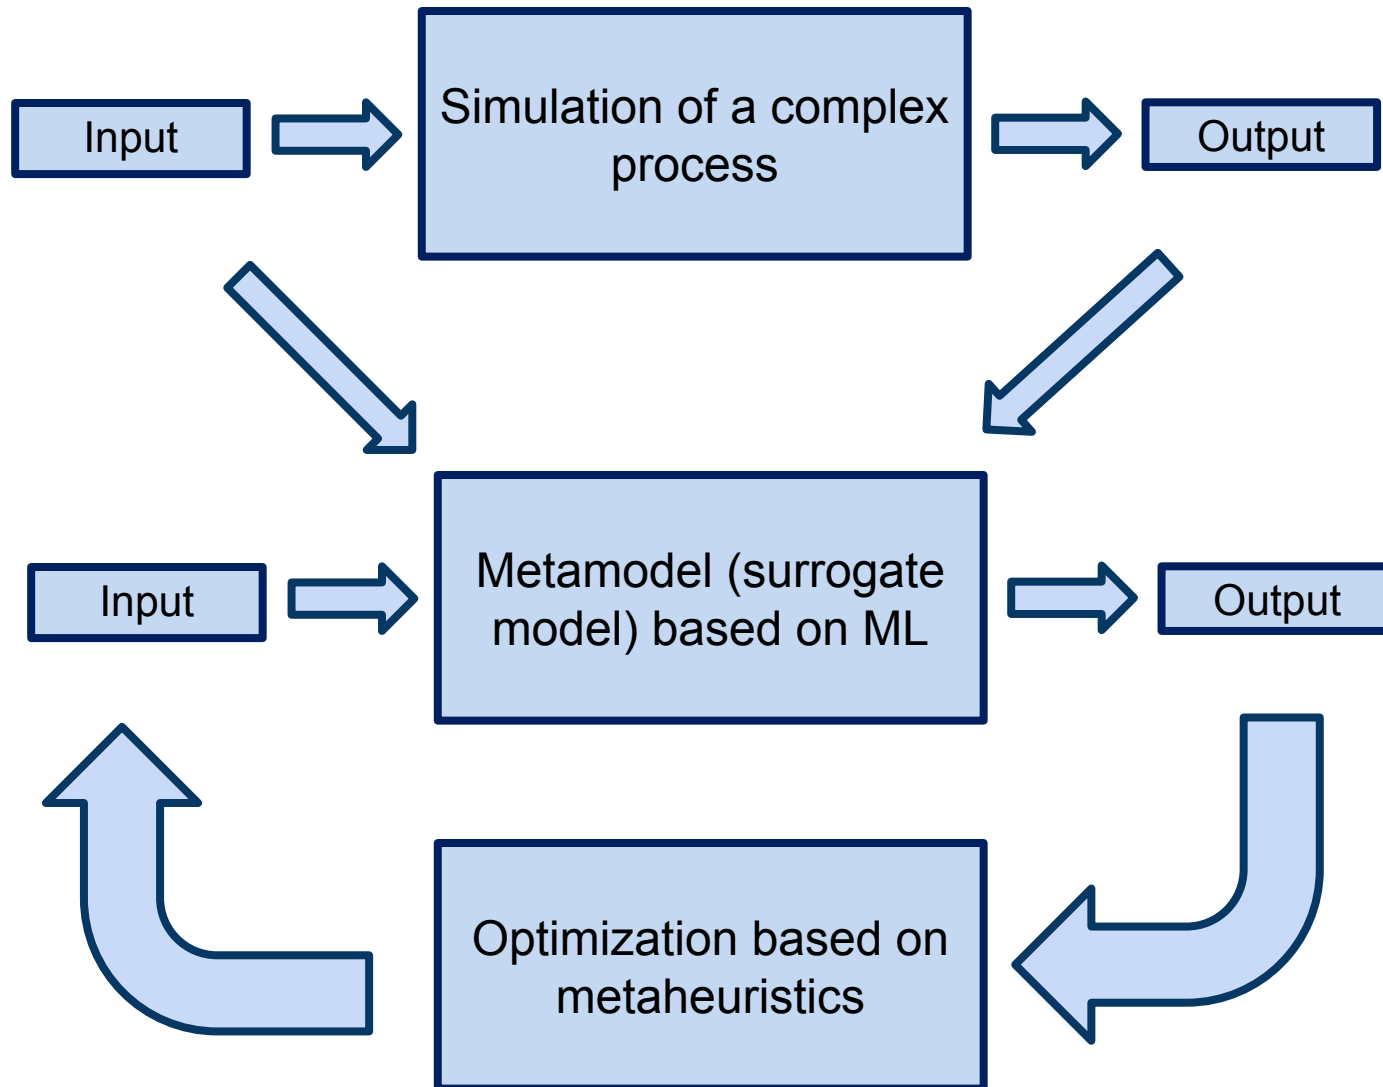 Input
Simulation of a complex
process
Output
Input
Metamodel (surrogate
model) based on ML
Output
Optimization based on
metaheuristics